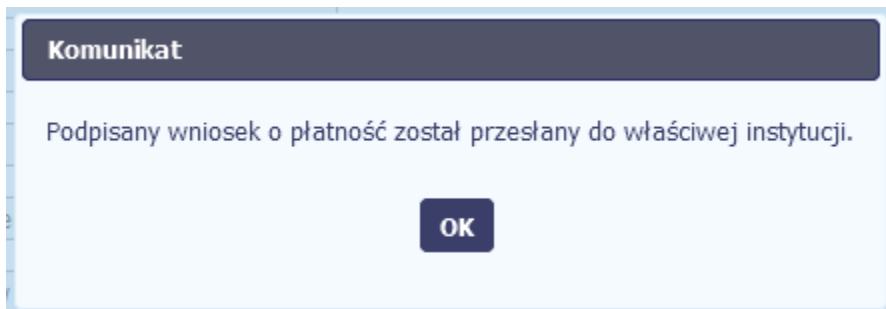 Komunikat
Podpisany wniosek o płatność został przesłany do właściwej instytucji.
OK